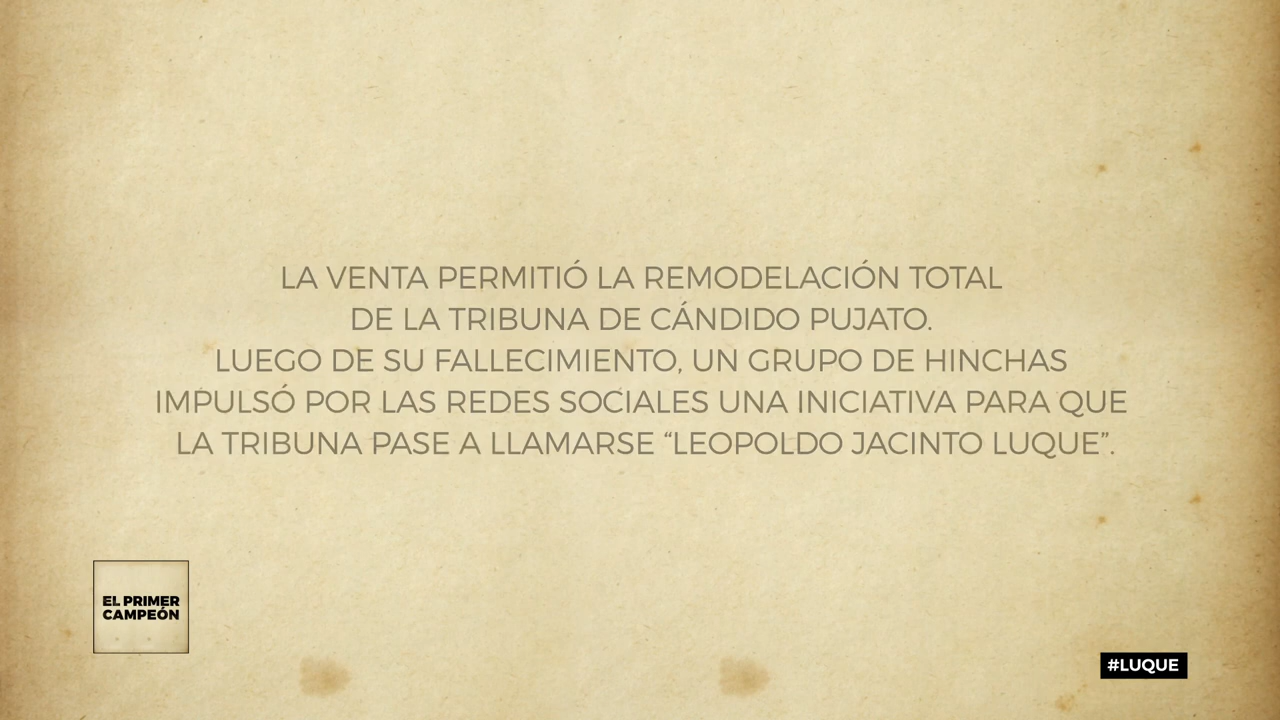 LA VENTA PERMITIÓ LA REMODELACIÓN TOTAL
DE LA TRIBUNA DE CÁNDIDO PUJATO.
LUEGO DE SU FALLECIMIENTO, UN GRUPO DE HINCHAS
IMPULSÓ POR LAS REDES SOCIALES UNA INICIATIVA PARA QUE
LA TRIBUNA PASE A LLAMARSE “LEOPOLDO JACINTO LUQUE”.
EL PRIMER
CAMPEÓN
#LUQUE